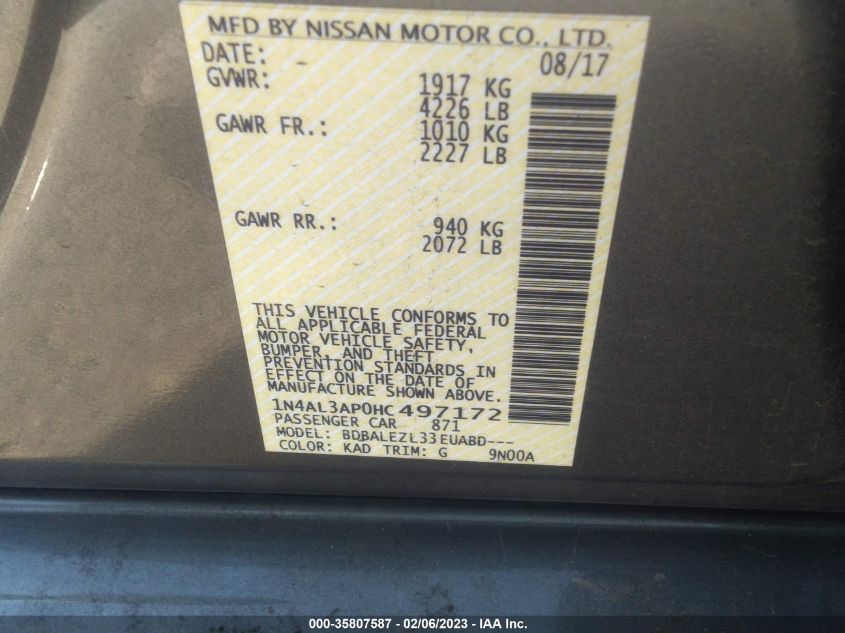 MFD BY NISSAN MOTOR CO., LTD.
DATE: 08/17
GVWR: 1917 KG
4226 LB
GAWR FR.: 1010 KG
2227 LB
GAWR RR.: 940 KG
2072 LB
THIS VEHICLE CONFORMS TO
ALL APPLICABLE FEDERAL
MOTOR VEHICLE SAFETY,
BUMPER, AND THEFT
PREVENTION STANDARDS IN
EFFECT ON THE DATE OF
MANUFACTURE SHOWN ABOVE.
1N4AL3AP0HC497172
PASSENGER CAR 871
MODEL: BDBALEZL33EUABD---
COLOR: KAD TRIM: G 9N00A
000-35807587 - 02/06/2023 - © IAA Inc.